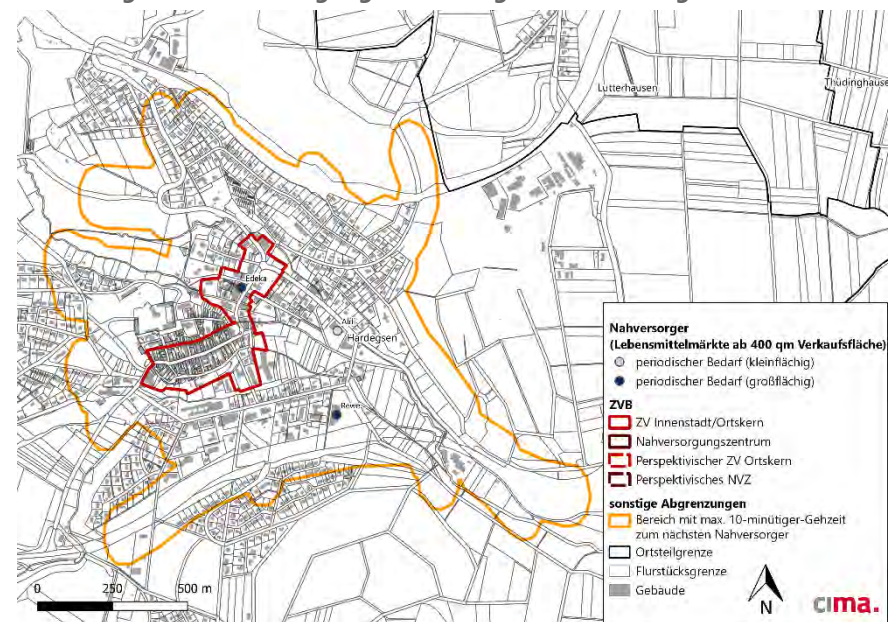 Lutterhausen
Thüdinghause
Edeka
Aldi
Hardegsen
Rewe
Nahversorger
(Lebensmittelmärkte ab 400 qm Verkaufsfläche)
periodischer Bedarf (kleinflächig)
periodischer Bedarf (großflächig)
ZVB
ZV Innenstadt/Ortskern
Nahversorgungszentrum
Perspektivischer ZV Ortskern
Perspektivisches NVZ
sonstige Abgrenzungen
Bereich mit max. 10-minütiger-Gehzeit
zum nächsten Nahversorger
Ortsteilgrenze
Flurstücksgrenze
Gebäude
0 250 500 m
N
cima.